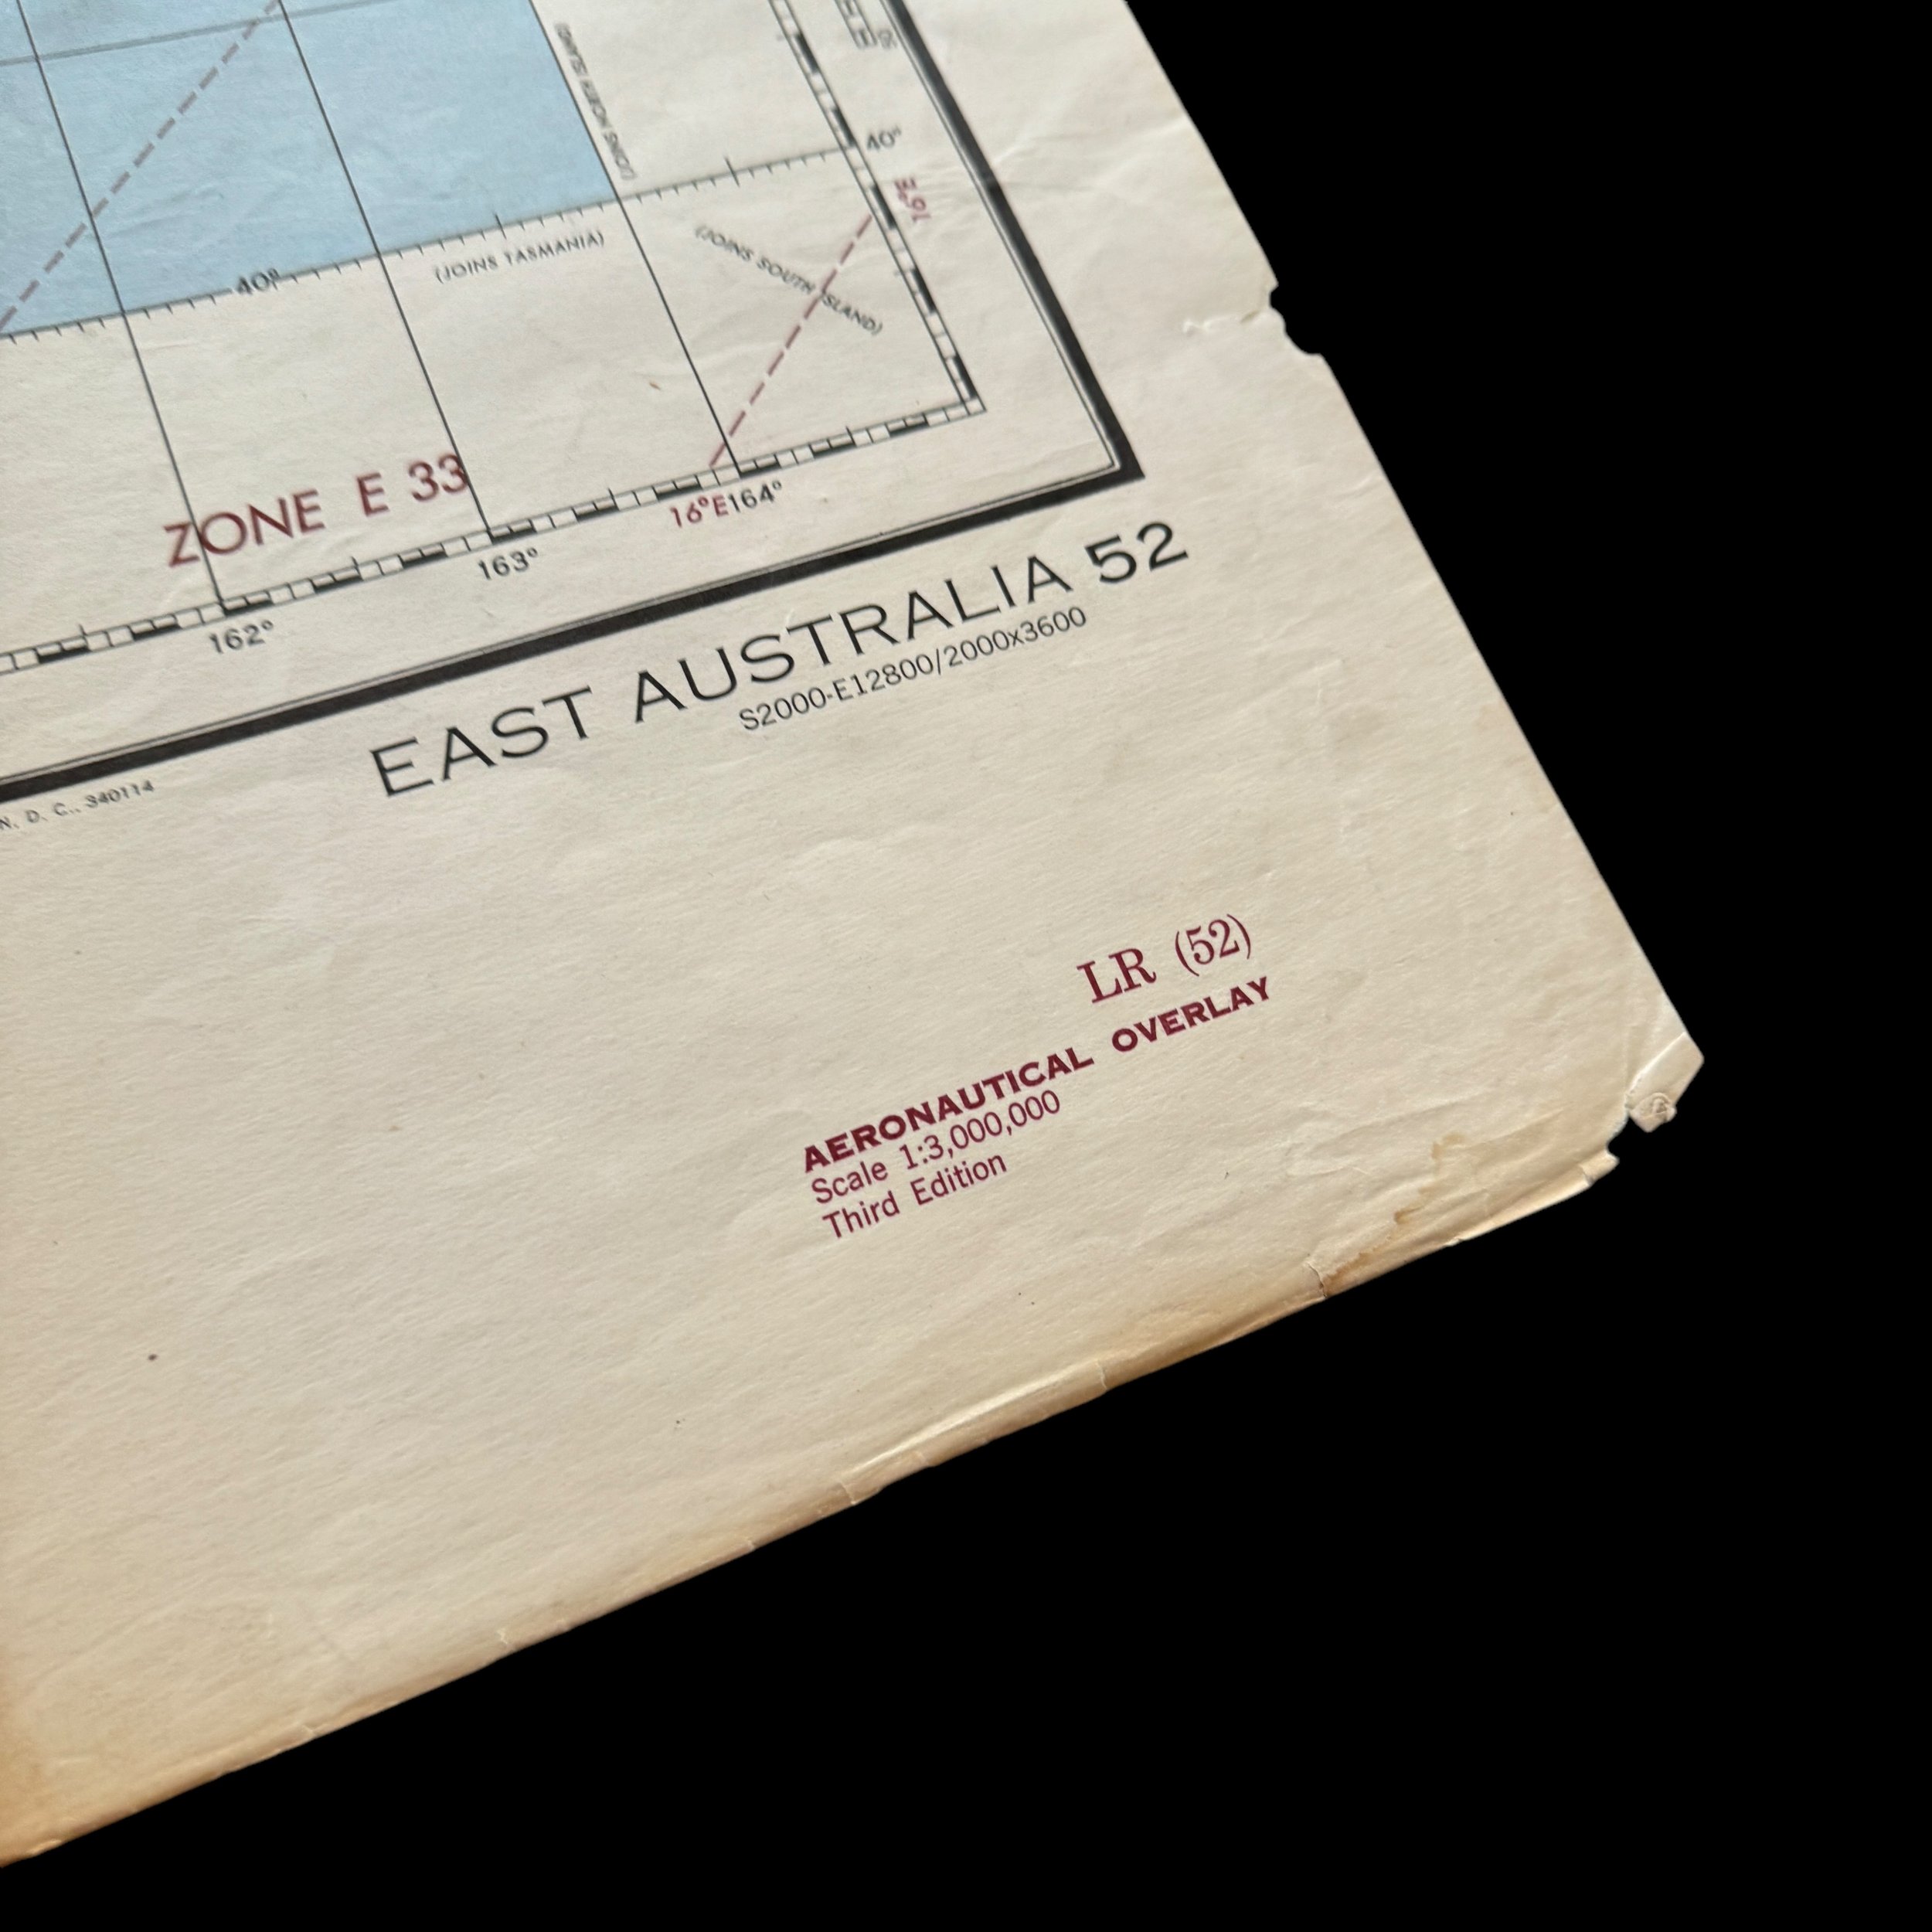 (JOINS NORTH ISLAND)
40°
16°E
40°
(JOINS TASMANIA)
(JOINS SOUTH ISLAND)
ZONE E 33
162°
163°
16°E
164°
N, D. C., 340114
EAST AUSTRALIA 52
S2000-E12800/2000x3600
LR (52)
AERONAUTICAL OVERLAY
Scale 1:3,000,000
Third Edition